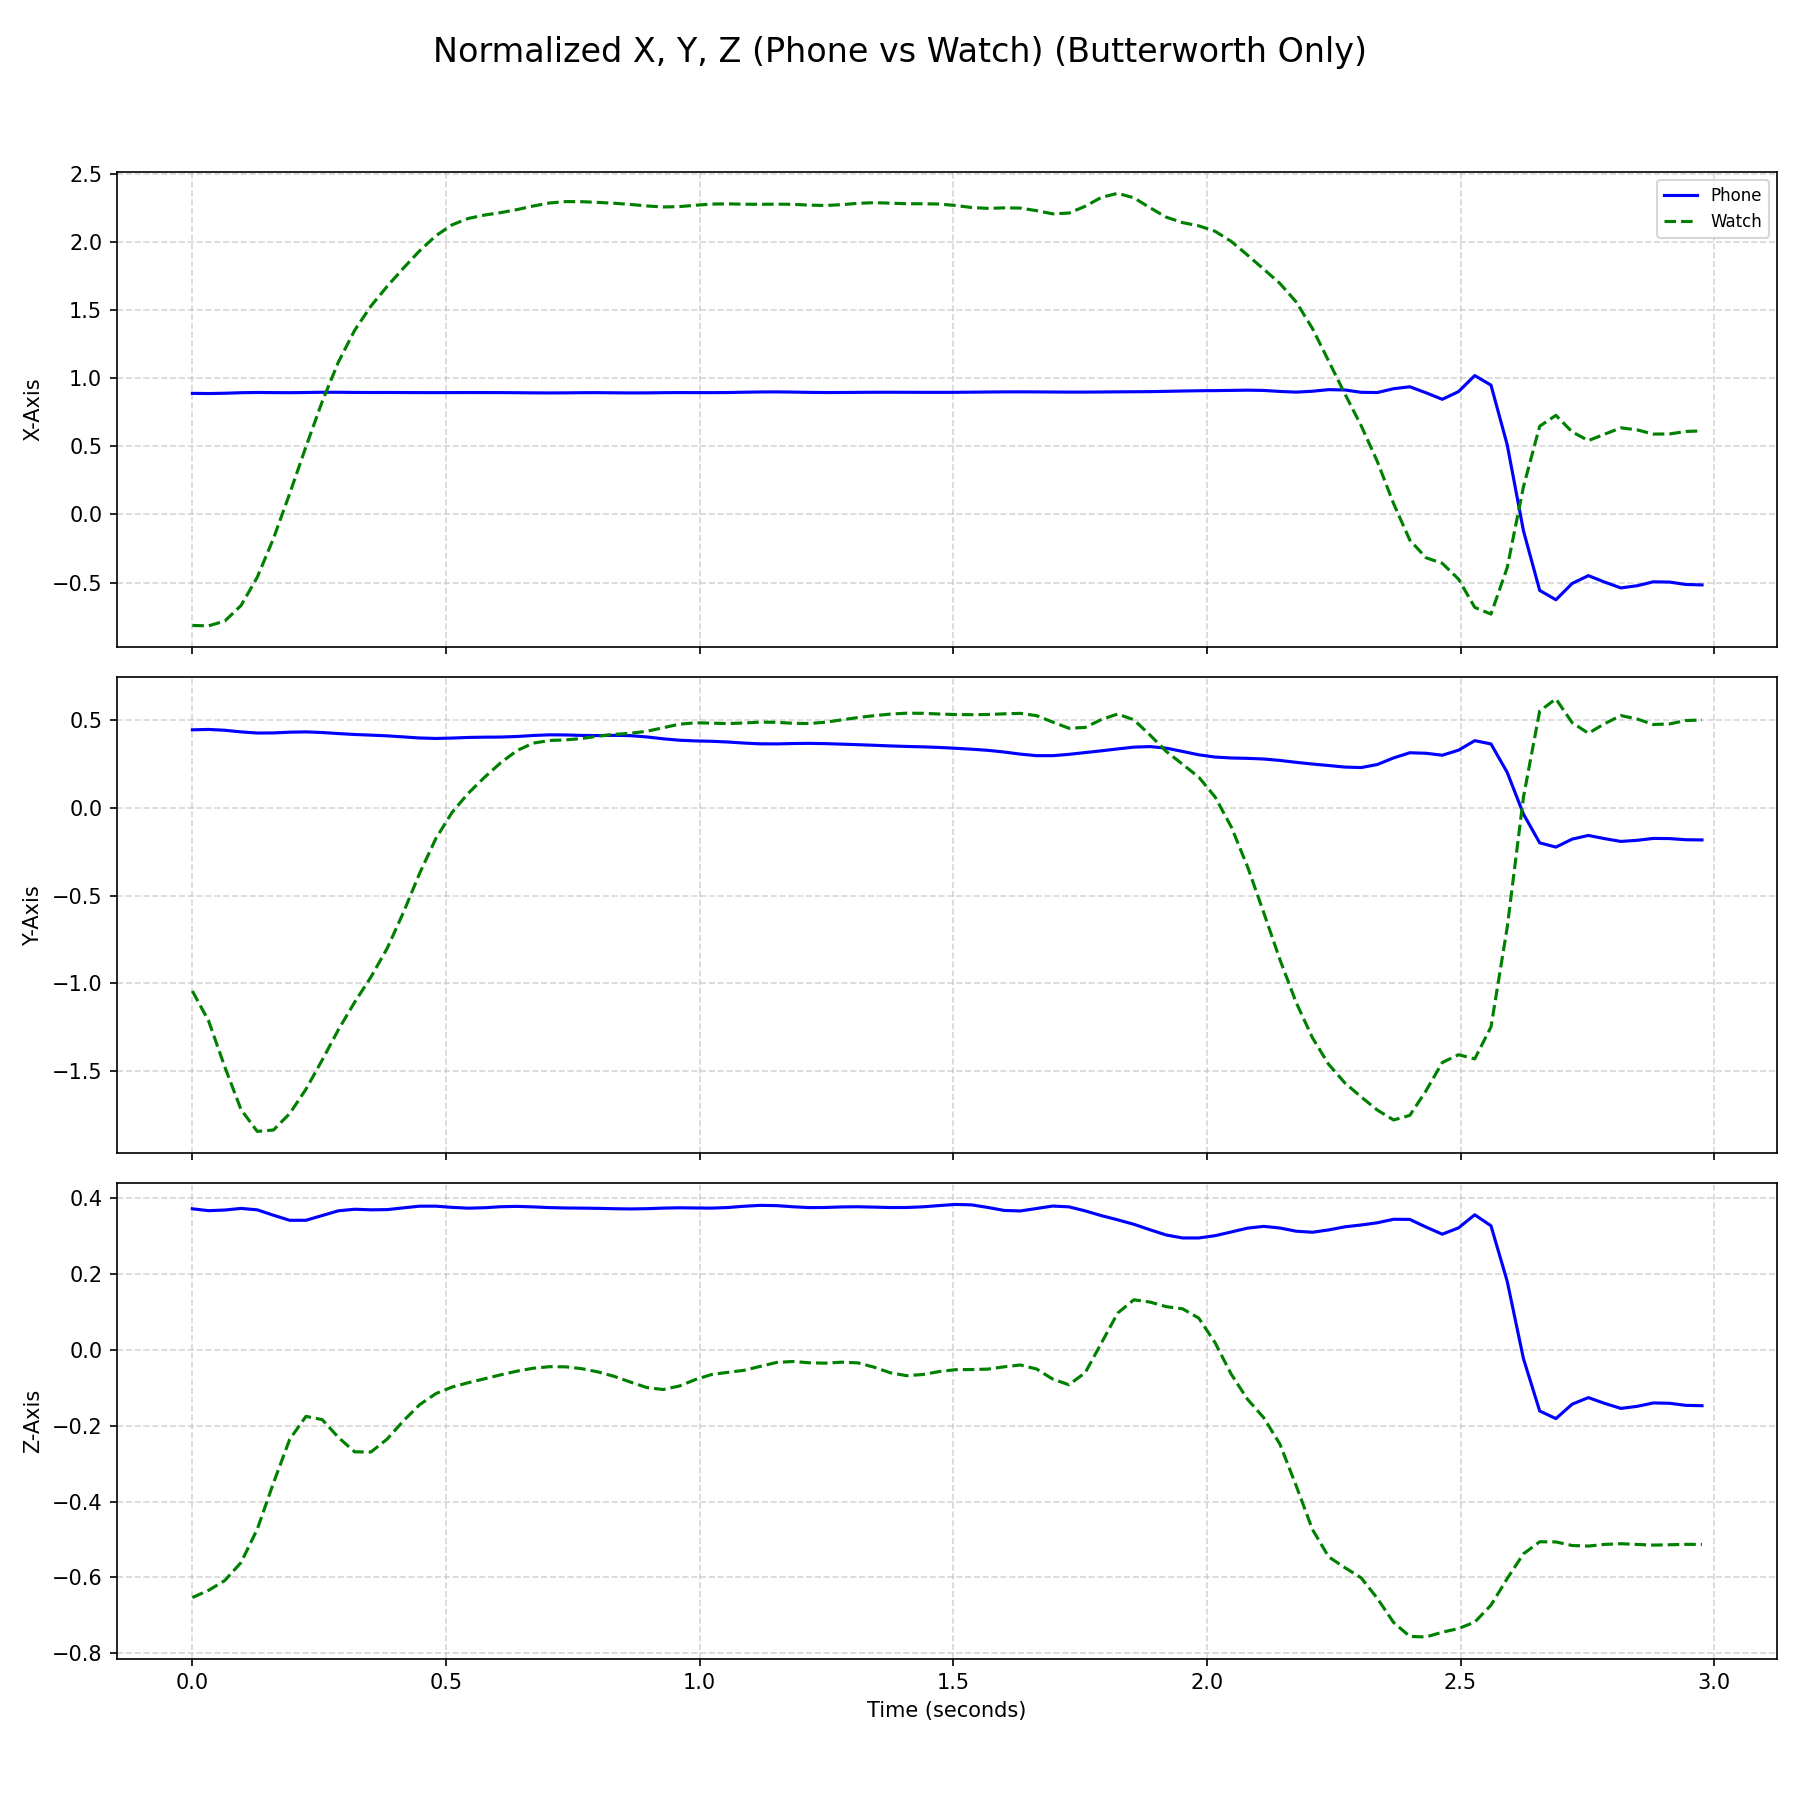 Normalized X, Y, Z (Phone vs Watch) (Butterworth Only)
2.5
2.0
1.5
1.0
0.5
0.0
−0.5
X-Axis
Phone
Watch
0.5
0.0
−0.5
−1.0
−1.5
Y-Axis
0.4
0.2
0.0
−0.2
−0.4
−0.6
−0.8
Z-Axis
0.0 0.5 1.0 1.5 2.0 2.5 3.0
Time (seconds)